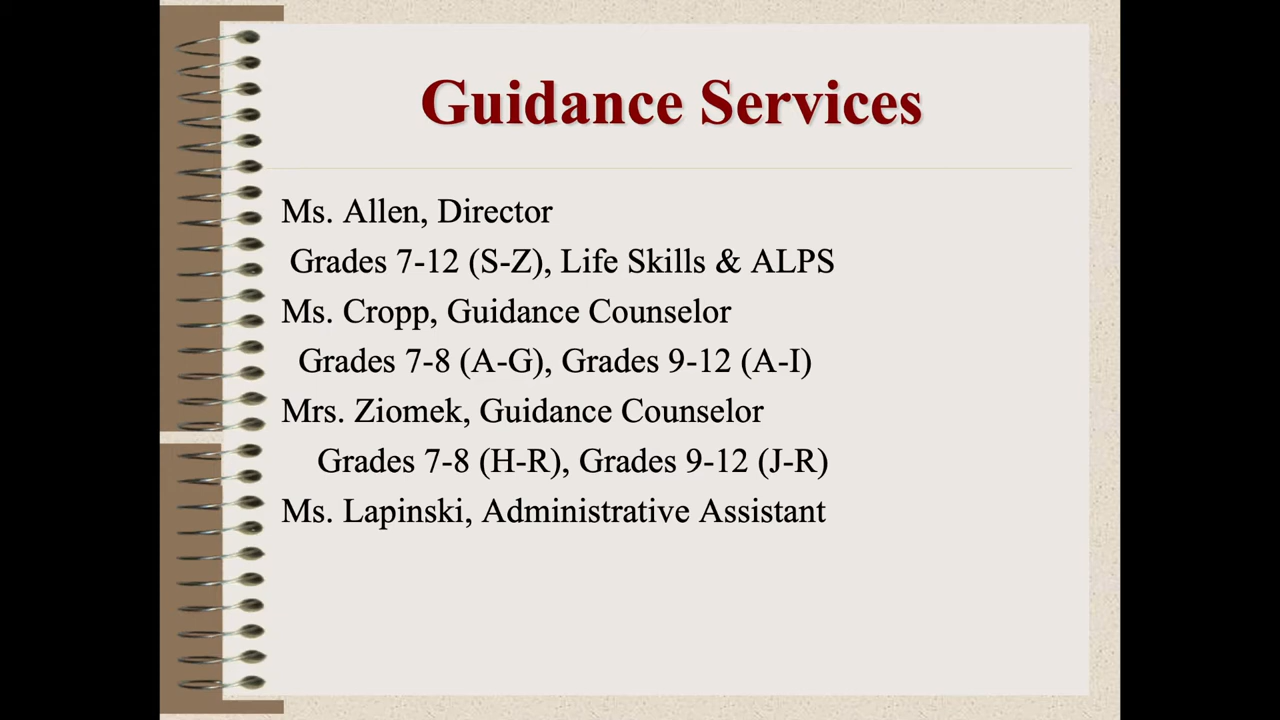 Guidance Services
Ms. Allen, Director
Grades 7-12 (S-Z), Life Skills & ALPS
Ms. Cropp, Guidance Counselor
Grades 7-8 (A-G), Grades 9-12 (A-I)
Mrs. Ziomek, Guidance Counselor
Grades 7-8 (H-R), Grades 9-12 (J-R)
Ms. Lapinski, Administrative Assistant